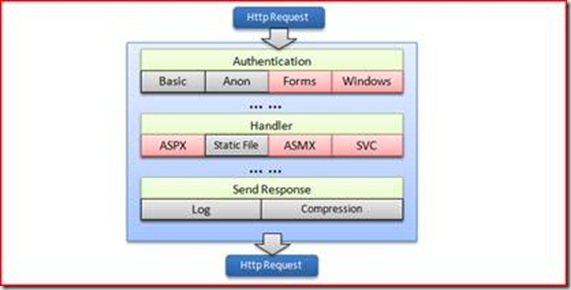 Http Request
Authentication
Basic Anon Forms Windows
... ...
Handler
ASPX Static File ASMX SVC
... ...
Send Response
Log Compression
Http Request